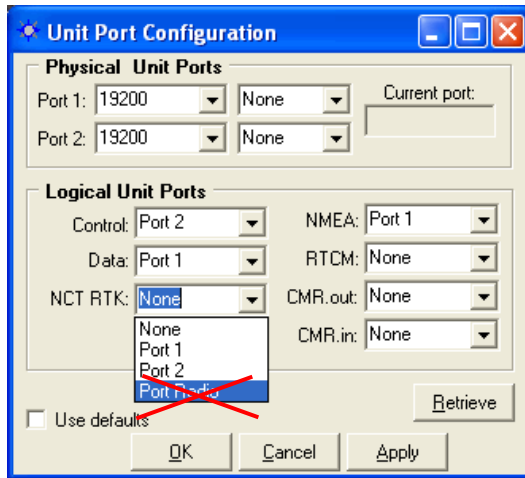 Unit Port Configuration
Physical Unit Ports
Port 1: 19200 None Current port:
Port 2: 19200 None
Logical Unit Ports
Control: Port 2 NMEA: Port 1
Data: Port 1 RTCM: None
NCT RTK: None CMR.out: None
None CMR.in: None
Port 1
Port 2
Port Radio
Retrieve
Use defaults
OK Cancel Apply